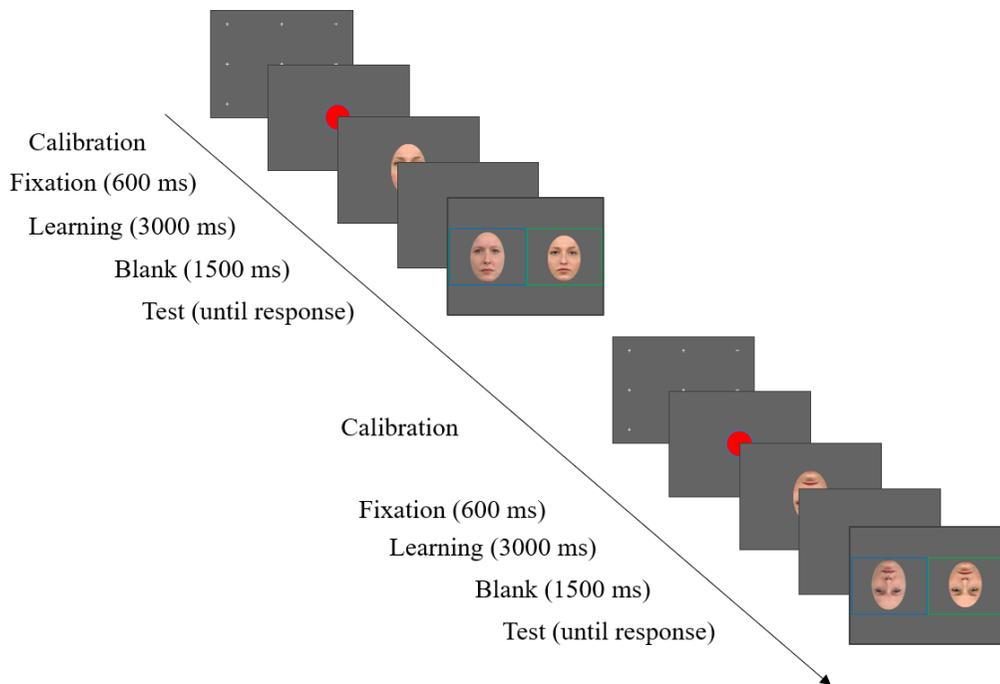 Calibration
Fixation (600 ms)
Learning (3000 ms)
Blank (1500 ms)
Test (until response)
Calibration
Fixation (600 ms)
Learning (3000 ms)
Blank (1500 ms)
Test (until response)